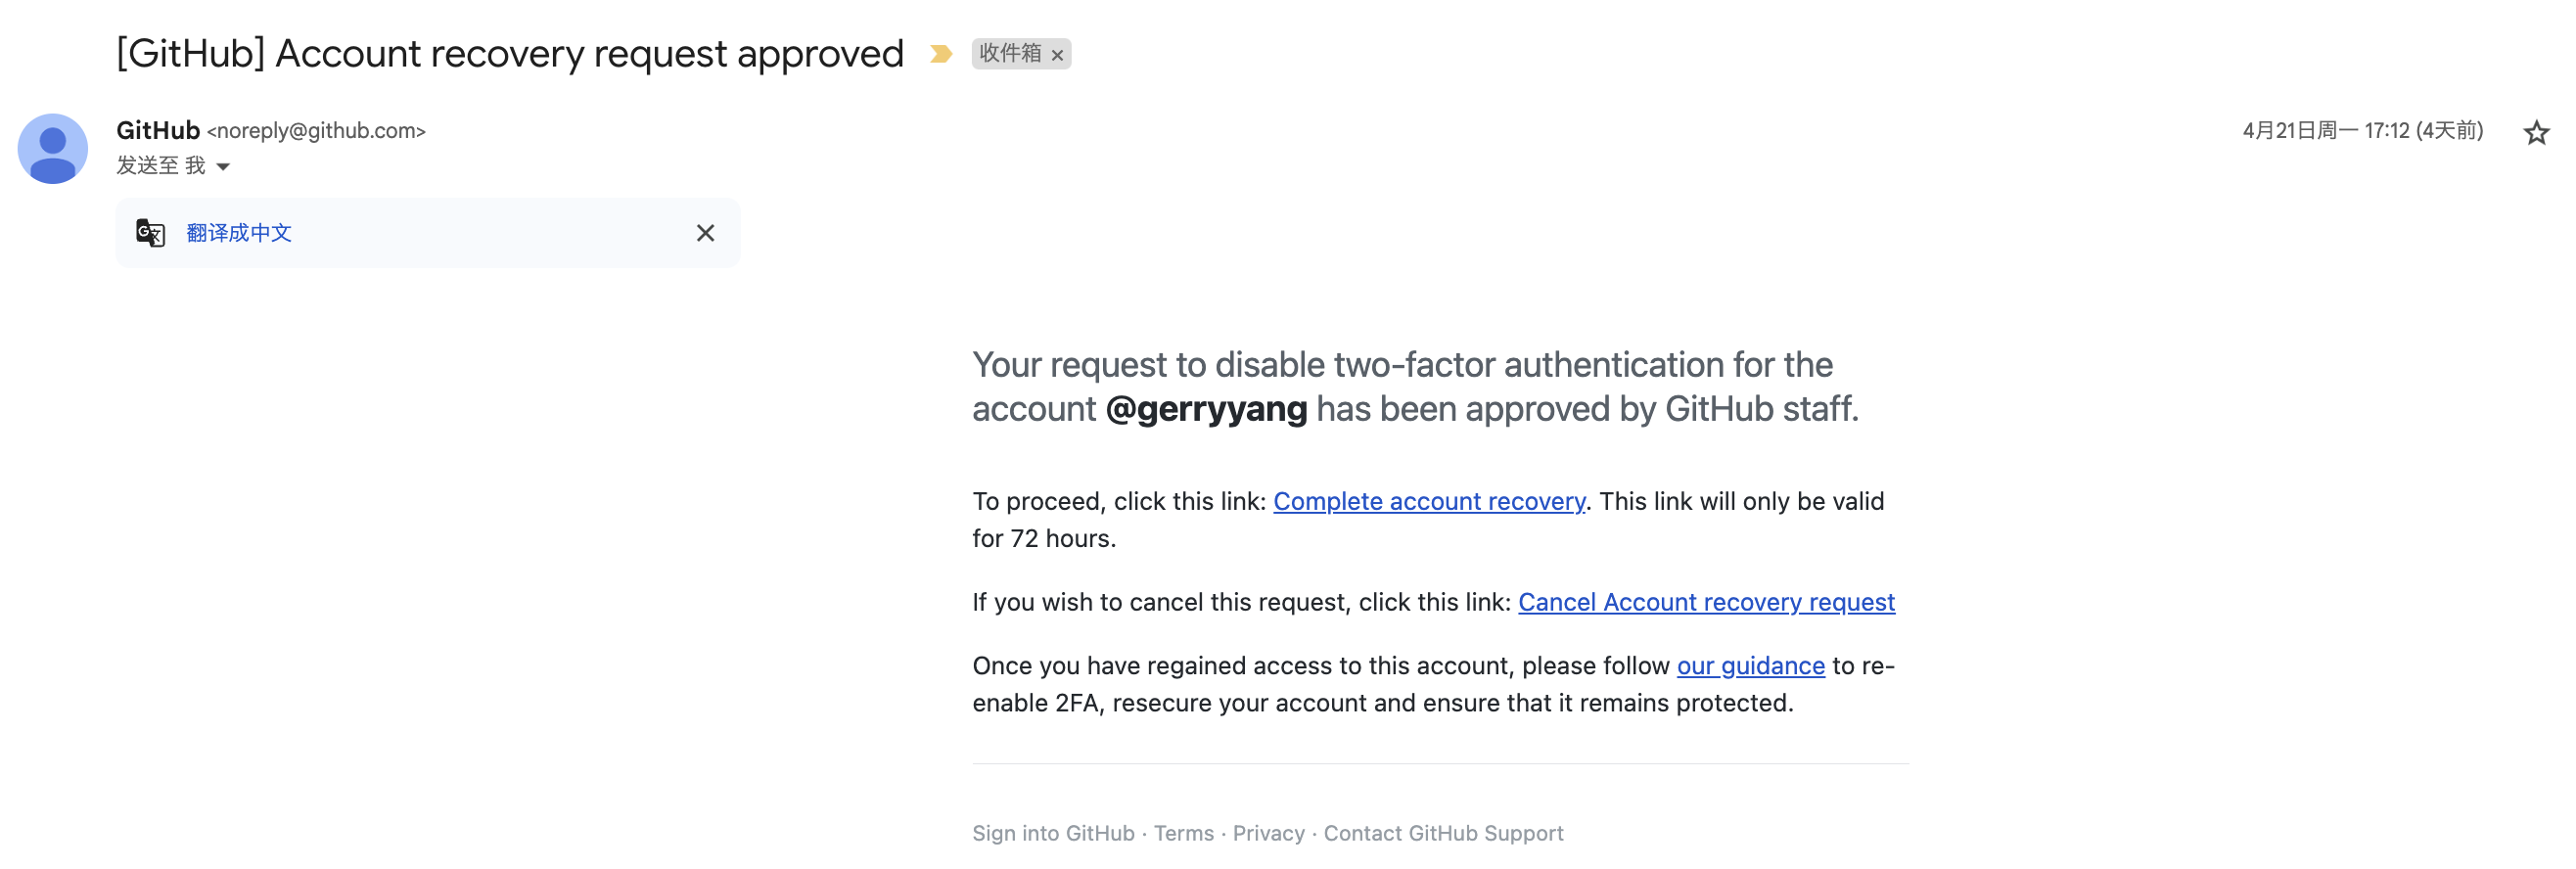 [GitHub] Account recovery request approved 收件箱 ×
GitHub <noreply@github.com> 4月21日周一 17:12 (4天前)
发送至 我
翻译成中文
Your request to disable two-factor authentication for the
account @gerryyang has been approved by GitHub staff.
To proceed, click this link: Complete account recovery. This link will only be valid
for 72 hours.
If you wish to cancel this request, click this link: Cancel Account recovery request
Once you have regained access to this account, please follow our guidance to re-
enable 2FA, resecure your account and ensure that it remains protected.
Sign into GitHub · Terms · Privacy · Contact GitHub Support